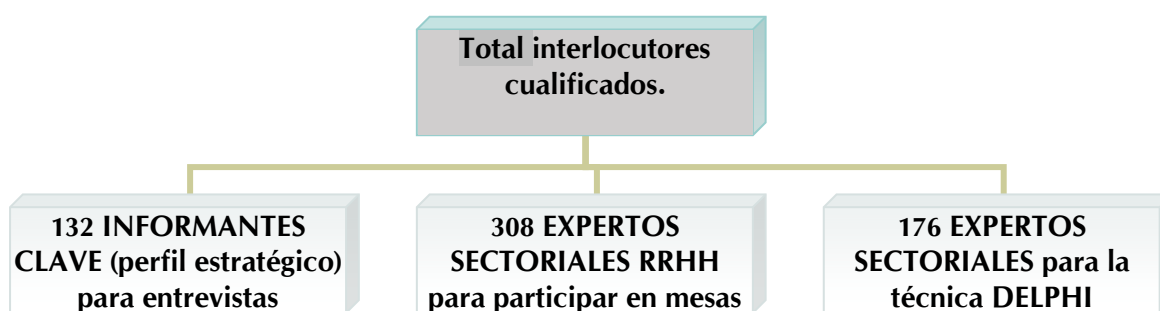 Total interlocutores
cualificados.
132 INFORMANTES
CLAVE (perfil estratégico)
para entrevistas
308 EXPERTOS
SECTORIALES RRHH
para participar en mesas
176 EXPERTOS
SECTORIALES para la
técnica DELPHI